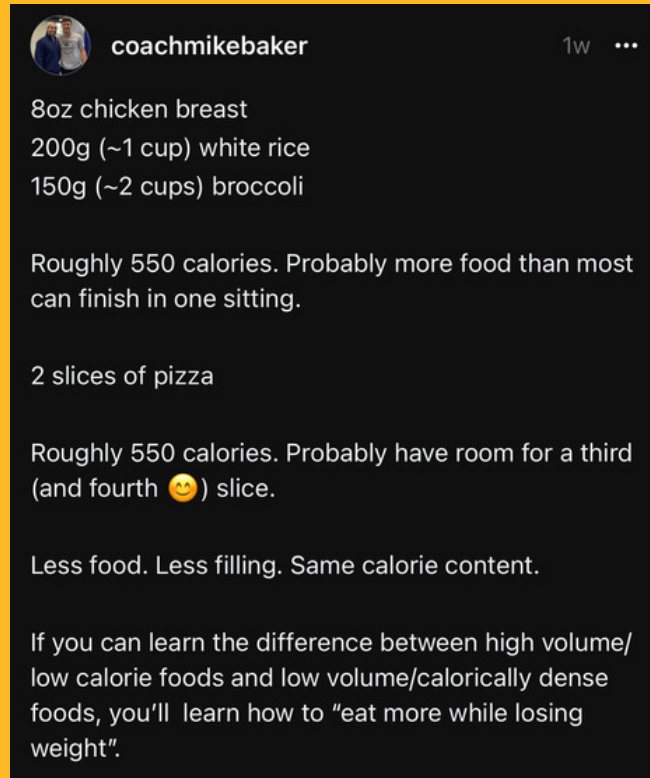 coachmikebaker 1w •••
8oz chicken breast
200g (~1 cup) white rice
150g (~2 cups) broccoli
Roughly 550 calories. Probably more food than most
can finish in one sitting.
2 slices of pizza
Roughly 550 calories. Probably have room for a third
(and fourth 😊) slice.
Less food. Less filling. Same calorie content.
If you can learn the difference between high volume/
low calorie foods and low volume/calorically dense
foods, you’ll  learn how to “eat more while losing
weight”.